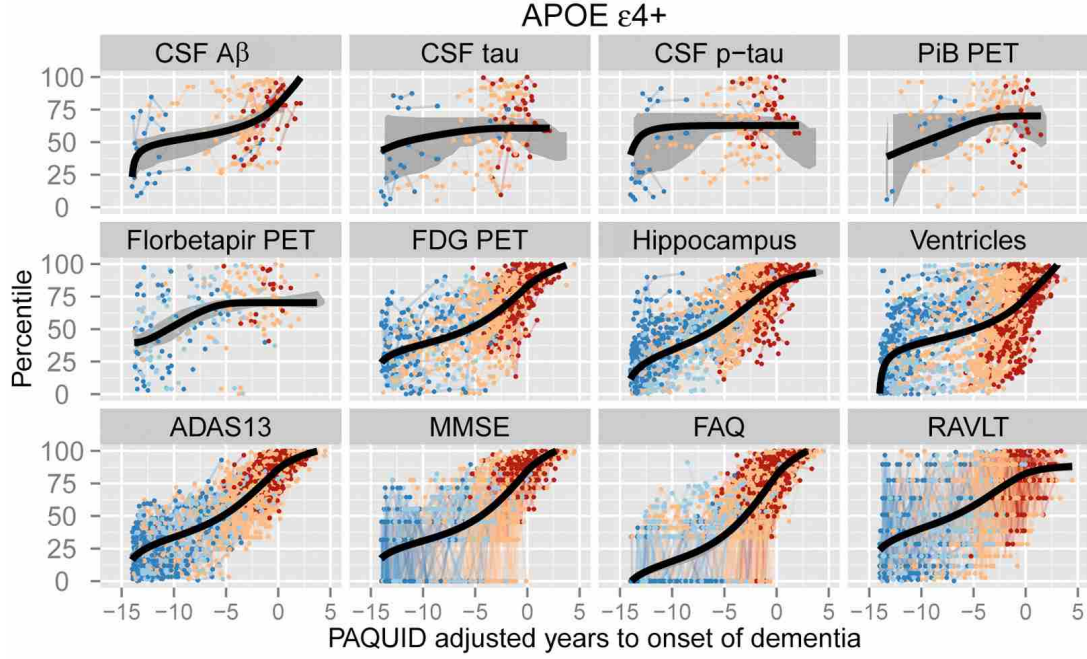 APOE ε4+
CSF Aβ CSF tau CSF p−tau PiB PET
100
75
50
25
0
Florbetapir PET FDG PET Hippocampus Ventricles
100
75
50
25
0
ADAS13 MMSE FAQ RAVLT
100
75
50
25
0
Percentile
−15 −10 −5 0 5 −15 −10 −5 0 5 −15 −10 −5 0 5 −15 −10 −5 0 5
PAQUID adjusted years to onset of dementia